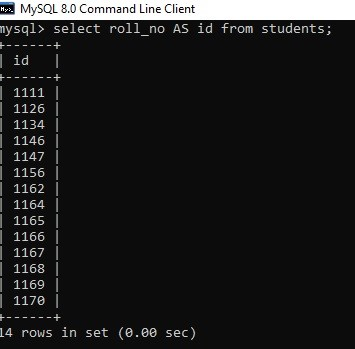 MySQL 8.0 Command Line Client
mysql> select roll_no AS id from students;
+------+
| id   |
+------+
| 1111 |
| 1126 |
| 1134 |
| 1146 |
| 1147 |
| 1156 |
| 1162 |
| 1164 |
| 1165 |
| 1166 |
| 1167 |
| 1168 |
| 1169 |
| 1170 |
+------+
14 rows in set (0.00 sec)